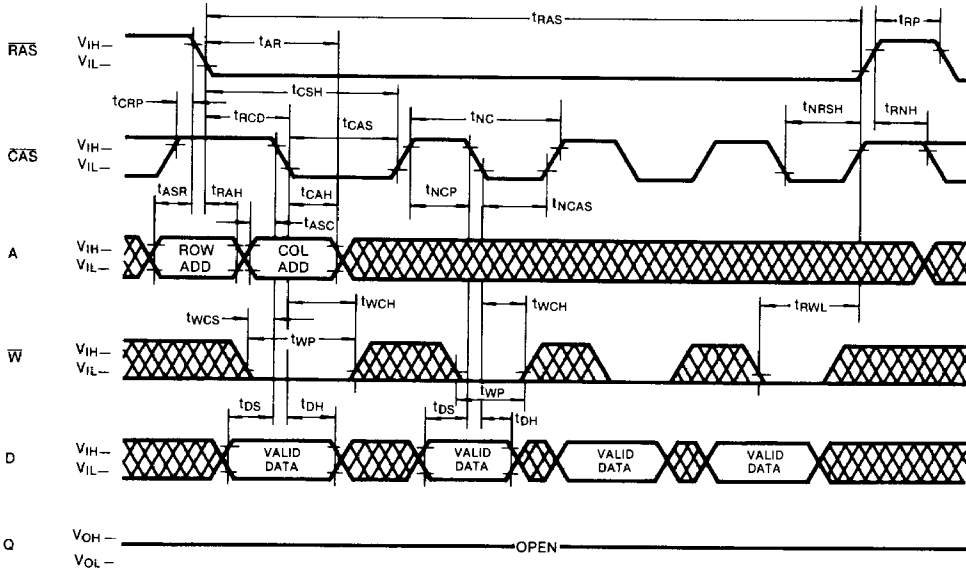 tRAS
tRP
tAR
RAS
VIH
VIL
tCSH
tCRP
tRCD
tCAS
tNC
tNRSH
tRNH
CAS
VIH
VIL
tASR
tRAH
tCAH
tNCP
tNCAS
tASC
A
VIH
VIL
ROW
ADD
COL
ADD
tWCH
tWCH
tRWL
tWCS
tWP
W
VIH
VIL
tWP
tDS
tDH
tDS
tDH
D
VIH
VIL
VALID
DATA
VALID
DATA
VALID
DATA
VALID
DATA
Q
VOH
VOL
OPEN